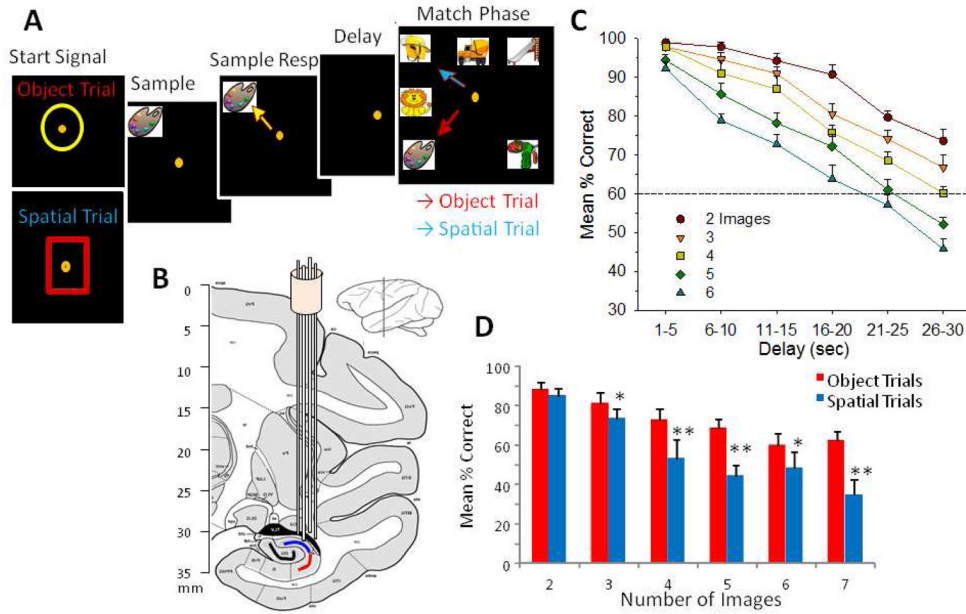 A
Start Signal
Object Trial
Spatial Trial
Sample
Sample Resp
Delay
Match Phase
→ Object Trial
→ Spatial Trial
B
0
5
10
15
20
25
30
35
mm
C
Mean % Correct
100
90
80
70
60
50
40
30
2 Images
3
4
5
6
1-5 6-10 11-15 16-20 21-25 26-30
Delay (sec)
D
Mean % Correct
100
80
60
40
20
0
Object Trials
Spatial Trials
* ** ** * **
2 3 4 5 6 7
Number of Images